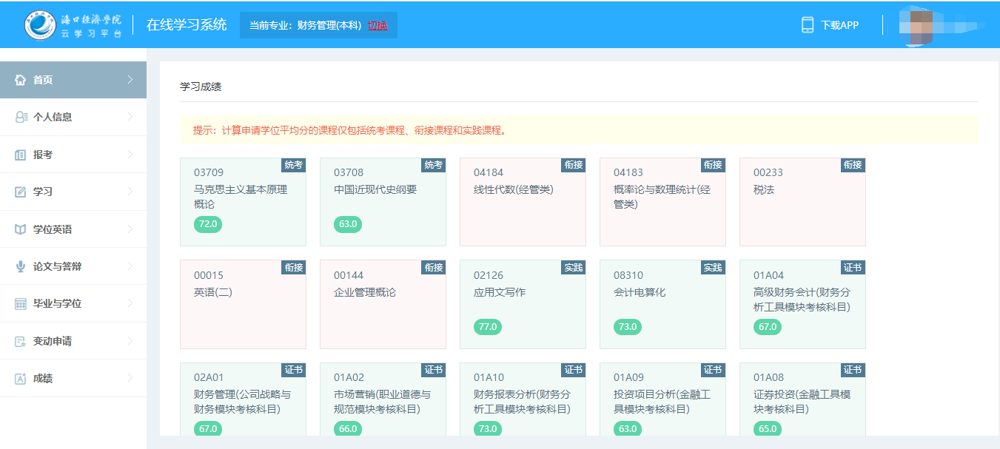 海口经济学院
云学习平台
在线学习系统
当前专业：财务管理(本科) 切换
下载APP
首页
个人信息
报考
学习
学位英语
论文与答辩
毕业与学位
变动申请
成绩
学习成绩
提示：计算申请学位平均分的课程仅包括统考课程、衔接课程和实践课程。
统考
03709
马克思主义基本原理
概论
72.0
统考
03708
中国近现代史纲要
63.0
衔接
04184
线性代数(经管类)
衔接
04183
概率论与数理统计(经
管类)
衔接
00233
税法
衔接
00015
英语(二)
衔接
00144
企业管理概论
实践
02126
应用文写作
77.0
实践
08310
会计电算化
73.0
证书
01A04
高级财务会计(财务分
析工具模块考核科目)
67.0
证书
02A01
财务管理(公司战略与
财务模块考核科目)
67.0
证书
01A02
市场营销(职业道德与
规范模块考核科目)
66.0
证书
01A10
财务报表分析(财务分
析工具模块考核科目)
73.0
证书
01A09
投资项目分析(金融工
具模块考核科目)
63.0
证书
01A08
证券投资(金融工具模
块考核科目)
65.0